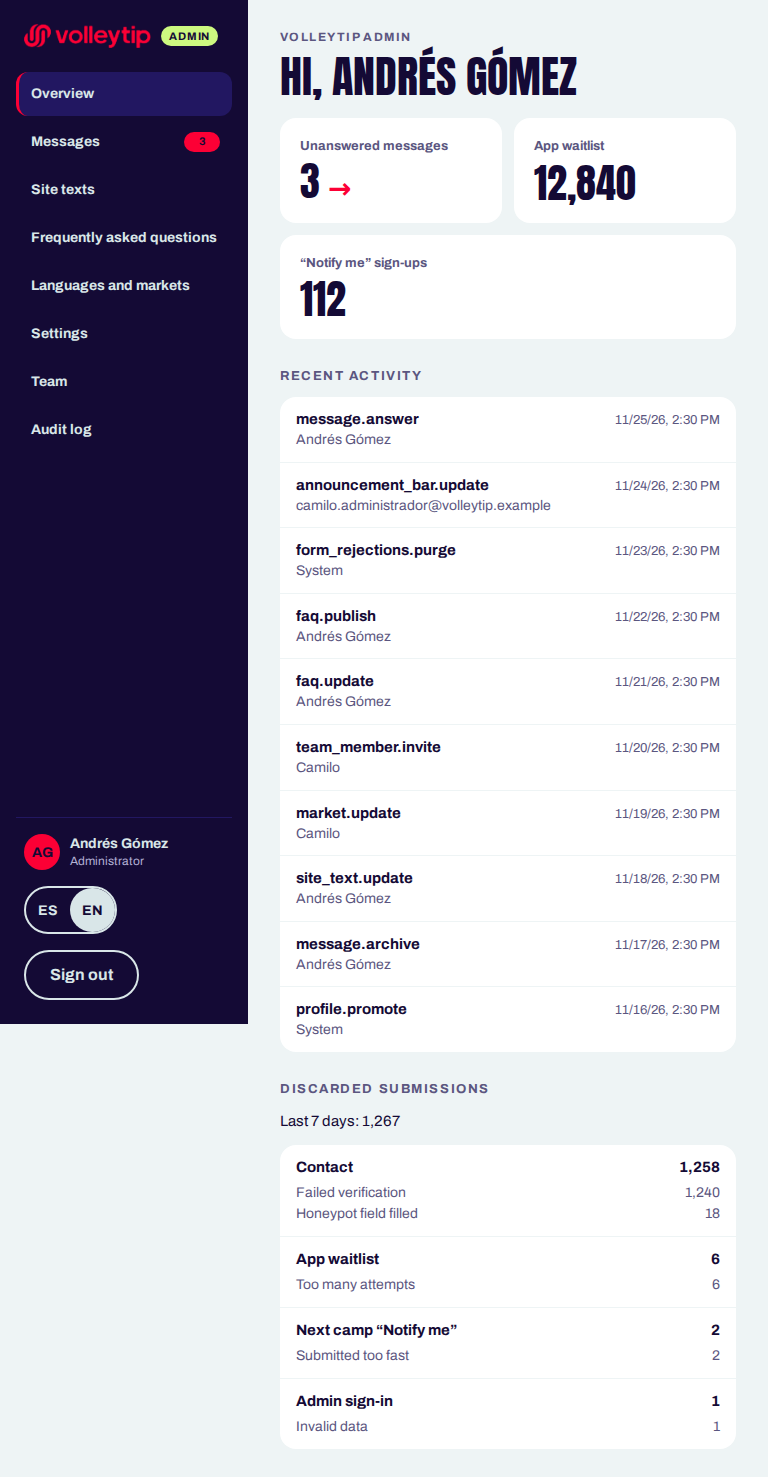 volleytip ADMIN
Overview
Messages 3
Site texts
Frequently asked questions
Languages and markets
Settings
Team
Audit log
AG Andrés Gómez
Administrator
ES EN
Sign out
VOLLEYTIP ADMIN
HI, ANDRÉS GÓMEZ
Unanswered messages
3 →
App waitlist
12,840
“Notify me” sign-ups
112
RECENT ACTIVITY
message.answer 11/25/26, 2:30 PM
Andrés Gómez
announcement_bar.update 11/24/26, 2:30 PM
camilo.administrador@volleytip.example
form_rejections.purge 11/23/26, 2:30 PM
System
faq.publish 11/22/26, 2:30 PM
Andrés Gómez
faq.update 11/21/26, 2:30 PM
Andrés Gómez
team_member.invite 11/20/26, 2:30 PM
Camilo
market.update 11/19/26, 2:30 PM
Camilo
site_text.update 11/18/26, 2:30 PM
Andrés Gómez
message.archive 11/17/26, 2:30 PM
Andrés Gómez
profile.promote 11/16/26, 2:30 PM
System
DISCARDED SUBMISSIONS
Last 7 days: 1,267
Contact 1,258
Failed verification 1,240
Honeypot field filled 18
App waitlist 6
Too many attempts 6
Next camp “Notify me” 2
Submitted too fast 2
Admin sign-in 1
Invalid data 1